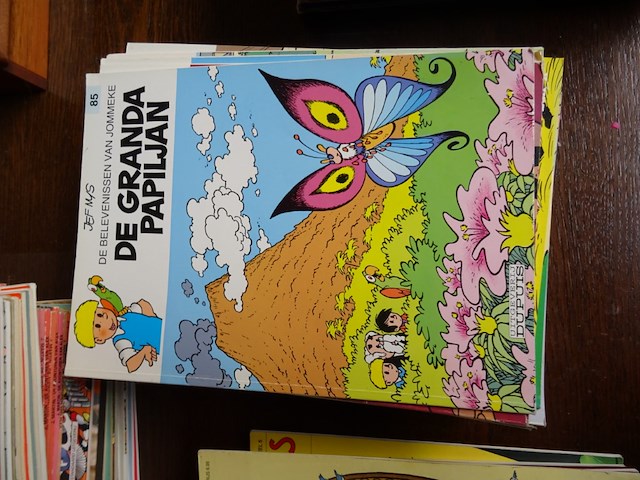 85
JEF NYS
DE BELEVENISSEN VAN JOMMEKE
DE GRANDA
PAPILJAN
UITGEVERIJ
DUPUIS